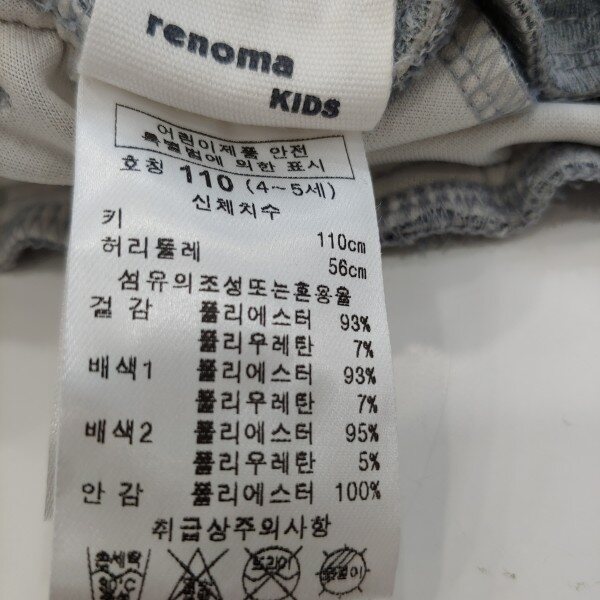 renoma
KIDS
어린이제품 안전
특별법에 의한 표시
호칭 110 (4~5세)
신체치수
키 110cm
허리둘레 56cm
섬유의조성또는혼용율
겉감 폴리에스터 93%
폴리우레탄 7%
배색1 폴리에스터 93%
폴리우레탄 7%
배색2 폴리에스터 95%
폴리우레탄 5%
안감 폴리에스터 100%
취급상주의사항
드라이